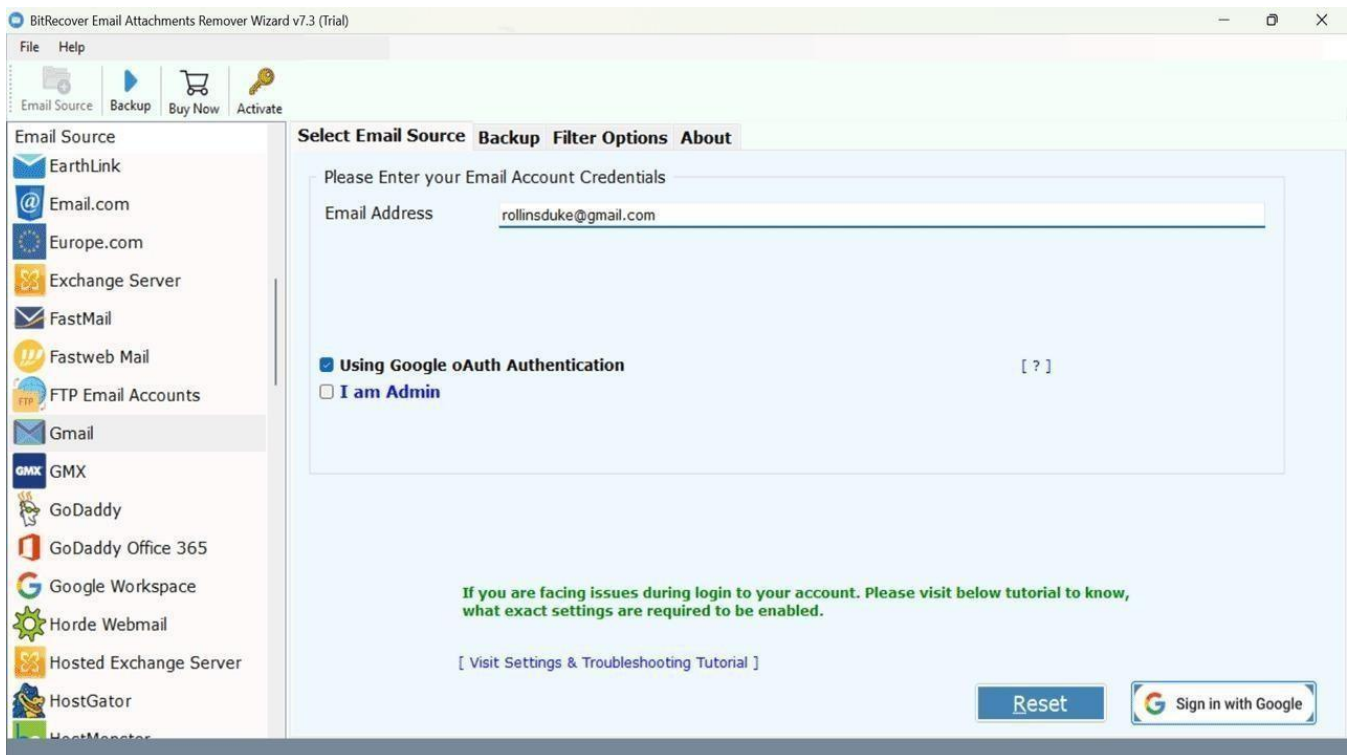 BitRecover Email Attachments Remover Wizard v7.3 (Trial)
File Help
Email Source Backup Buy Now Activate
Email Source
EarthLink
@ Email.com
Europe.com
Exchange Server
FastMail
Fastweb Mail
FTP FTP Email Accounts
Gmail
GMX GMX
GoDaddy
GoDaddy Office 365
Google Workspace
Horde Webmail
Hosted Exchange Server
HostGator
HostMonster
Select Email Source Backup Filter Options About
Please Enter your Email Account Credentials
Email Address rollinsduke@gmail.com
Using Google oAuth Authentication [ ? ]
I am Admin
If you are facing issues during login to your account. Please visit below tutorial to know,
what exact settings are required to be enabled.
[ Visit Settings & Troubleshooting Tutorial ]
Reset G Sign in with Google